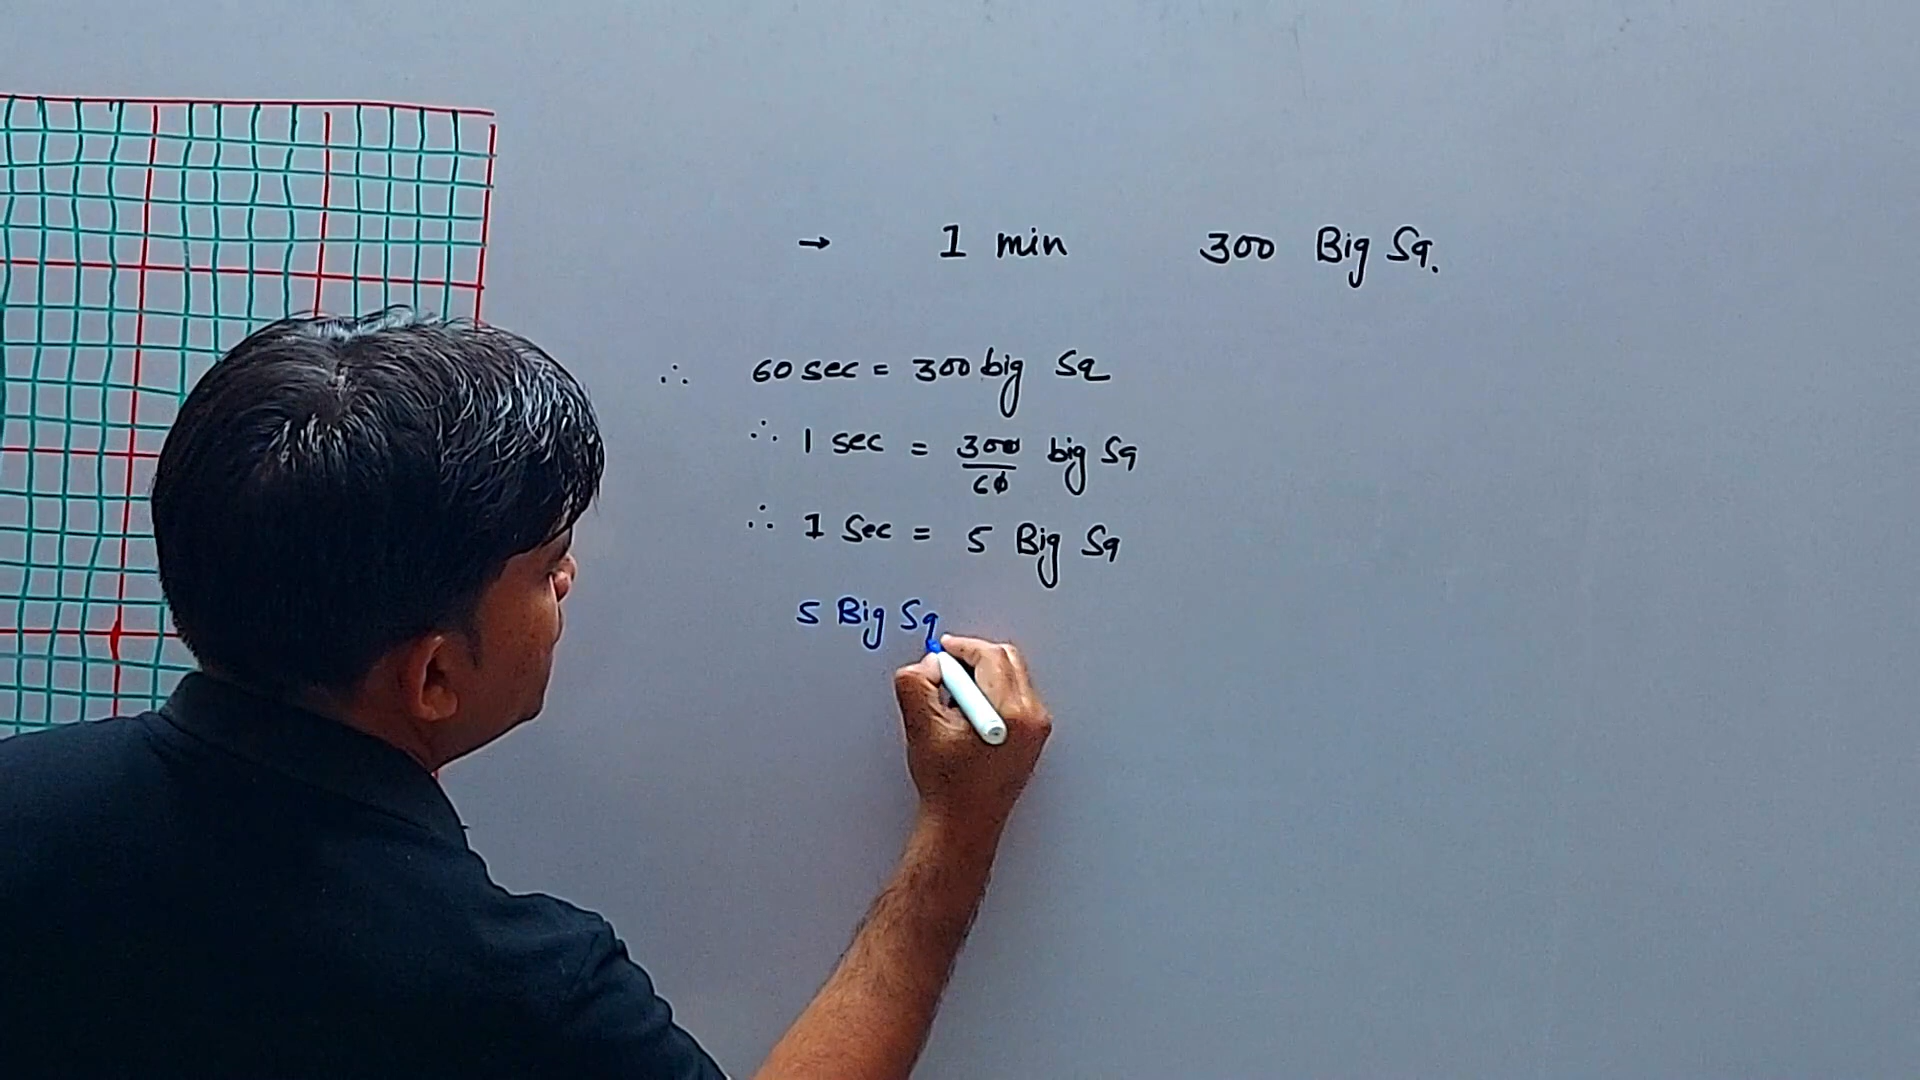 → 1 min 300 Big Sq.
∴ 60 sec = 300 big Sq
∴ 1 sec = 300/60 big Sq
∴ 1 Sec = 5 Big Sq
5 Big Sq